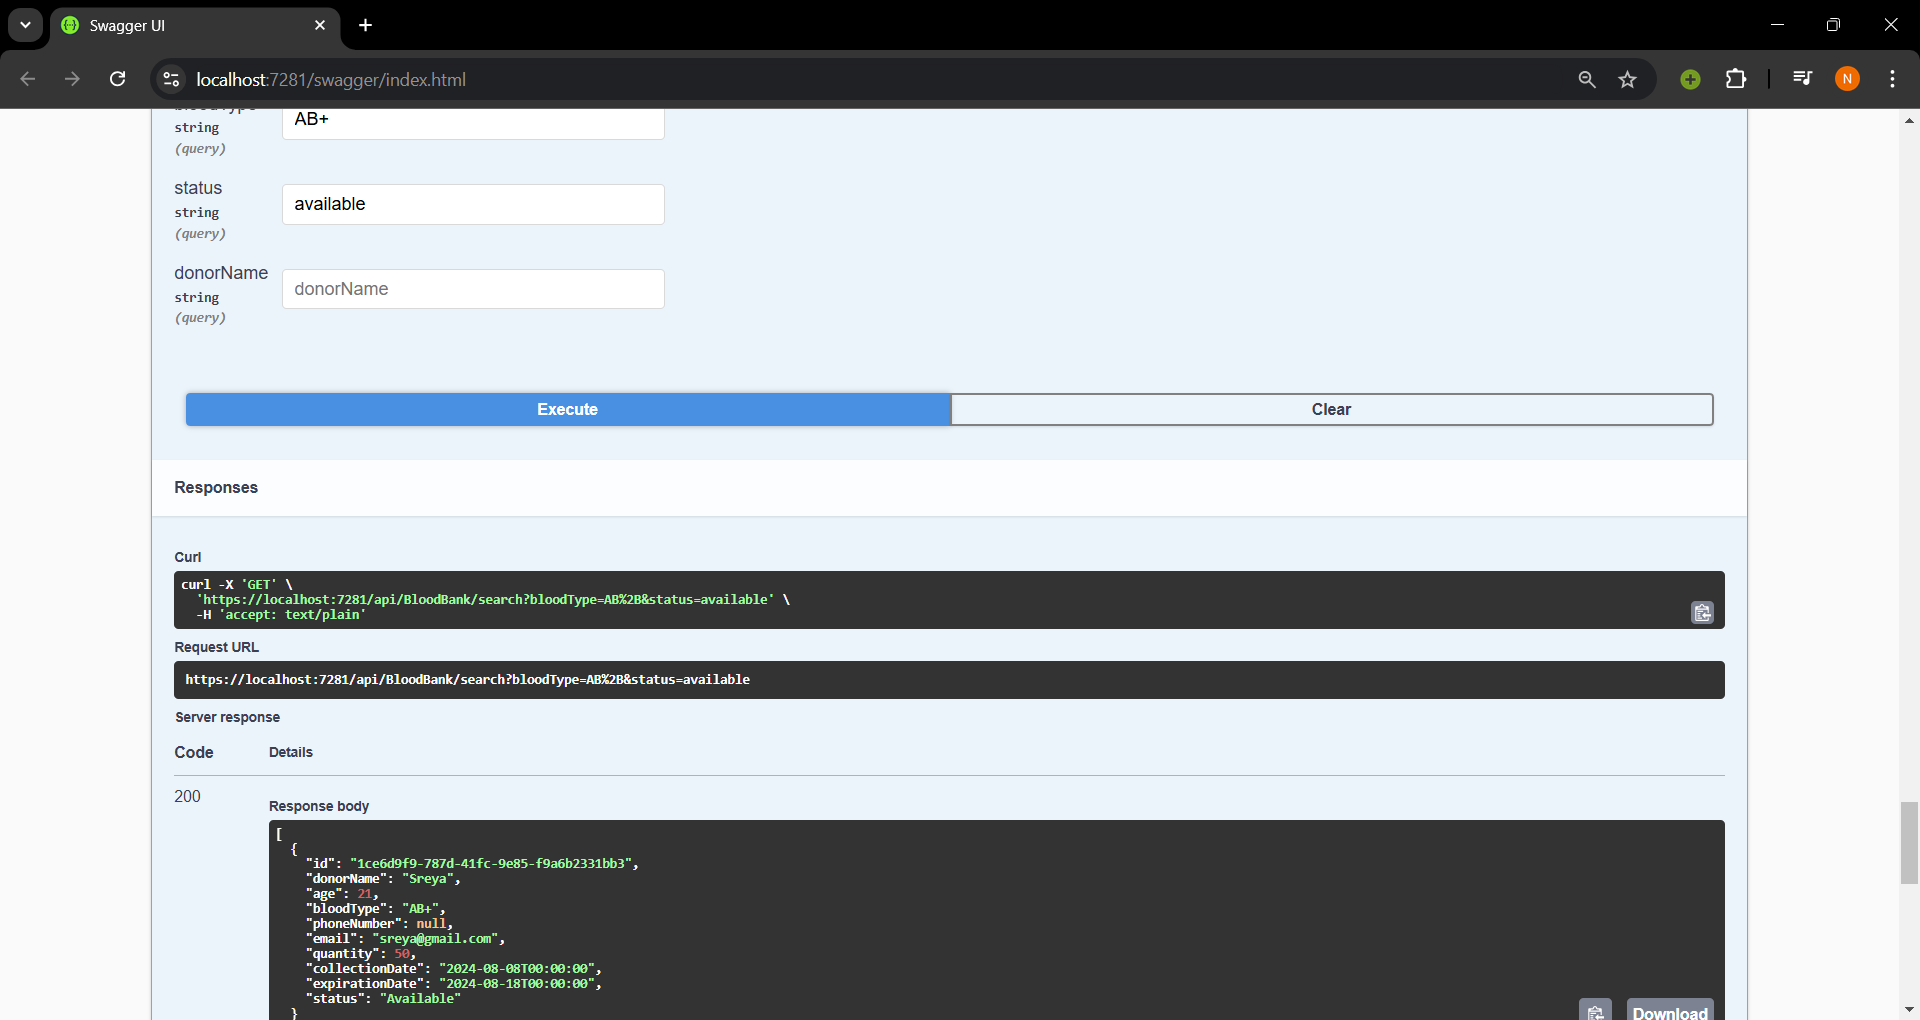 Swagger UI
localhost:7281/swagger/index.html
N
AB+
string
(query)
status
string
(query)
available
donorName
string
(query)
donorName
Execute
Clear
Responses
Curl
curl -X 'GET' \
'https://localhost:7281/api/BloodBank/search?bloodType=AB%2B&status=available' \
-H 'accept: text/plain'
Request URL
https://localhost:7281/api/BloodBank/search?bloodType=AB%2B&status=available
Server response
Code
Details
200
Response body
[
{
"id": "1ce6d9f9-787d-41fc-9e85-f9a6b2331bb3",
"donorName": "Sreya",
"age": 21,
"bloodType": "AB+",
"phoneNumber": null,
"email": "sreya@gmail.com",
"quantity": 50,
"collectionDate": "2024-08-08T00:00:00",
"expirationDate": "2024-08-18T00:00:00",
"status": "Available"
}
Download